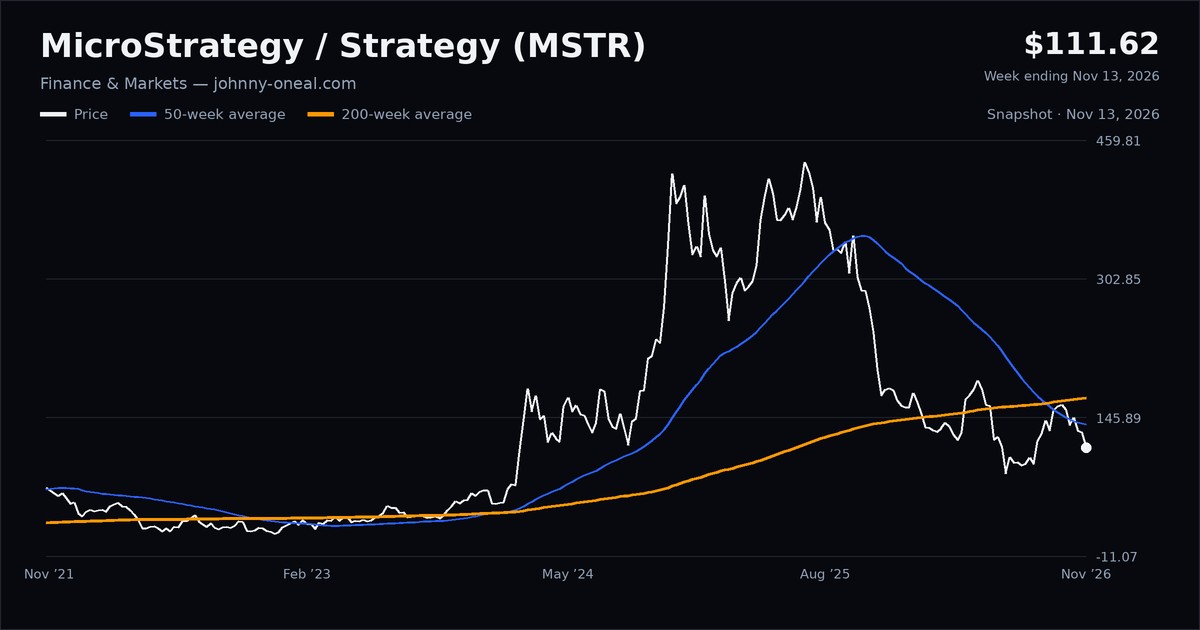 MicroStrategy / Strategy (MSTR)
$111.62
Finance & Markets — johnny-oneal.com
Week ending Nov 13, 2026
Price
50-week average
200-week average
Snapshot · Nov 13, 2026
459.81
302.85
145.89
-11.07
Nov ’21
Feb ’23
May ’24
Aug ’25
Nov ’26